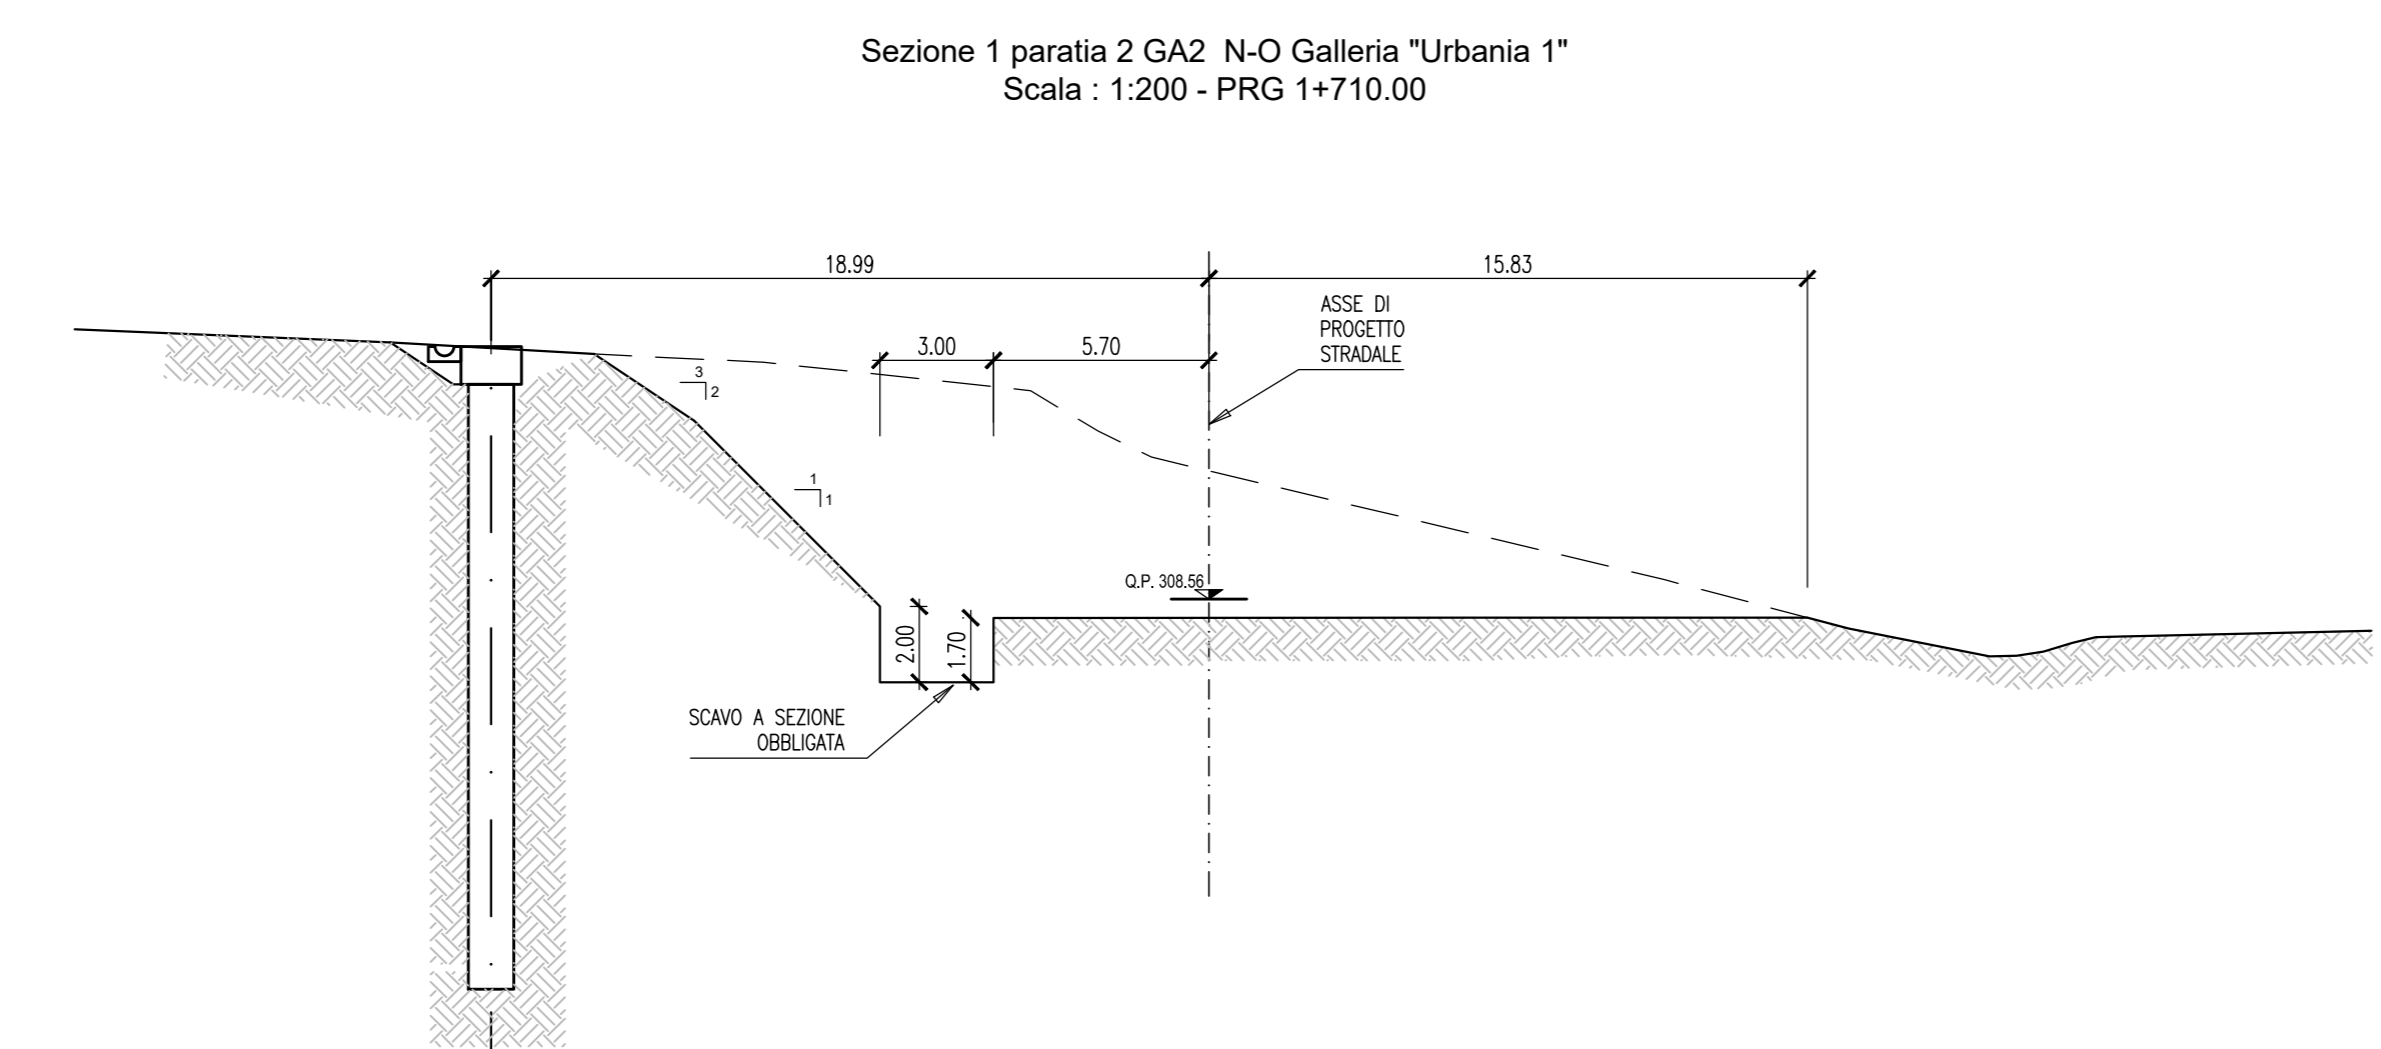 Sezione 1 paratia 2 GA2 N-O Galleria "Urbania 1"
Scala : 1:200 - PRG 1+710.00
18.99
15.83
ASSE DI
PROGETTO
STRADALE
3.00
5.70
3
2
1
1
Q.P. 308.56
2.00
1.70
SCAVO A SEZIONE
OBBLIGATA